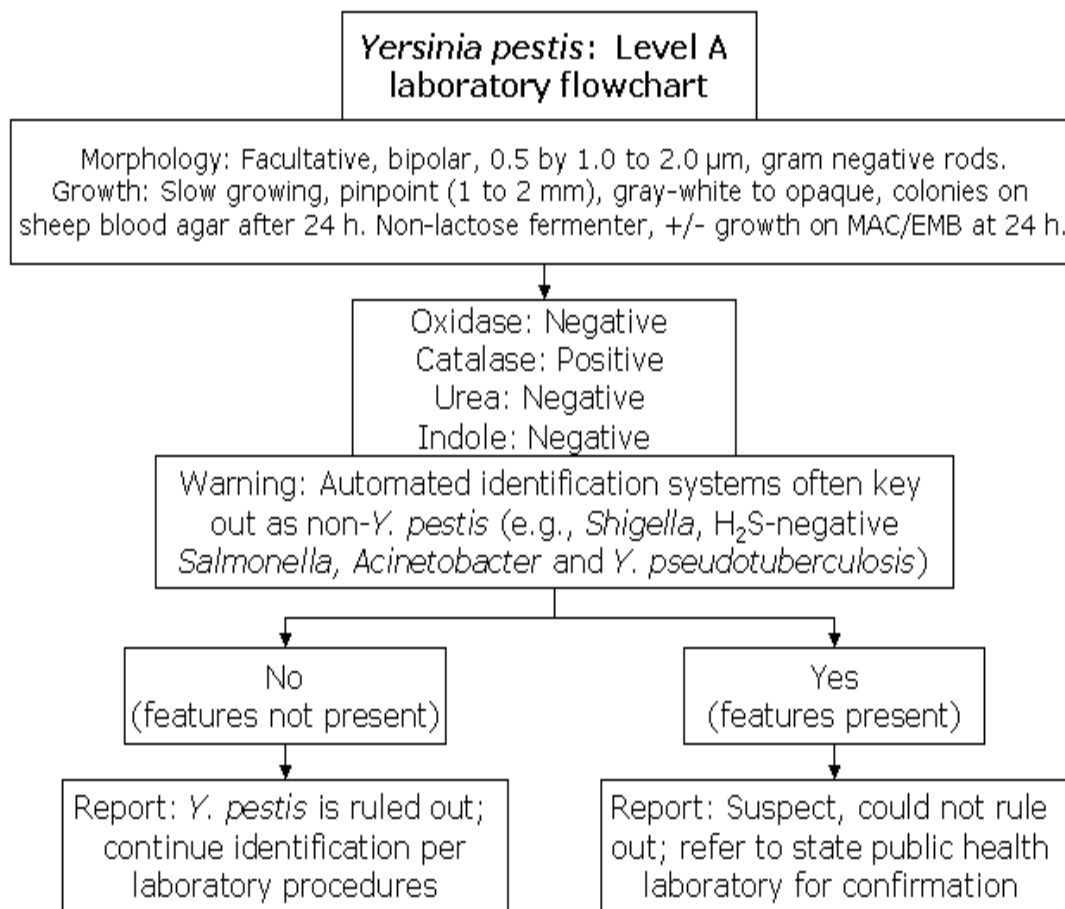 Yersinia pestis: Level A
laboratory flowchart
Morphology: Facultative, bipolar, 0.5 by 1.0 to 2.0 µm, gram negative rods.
Growth: Slow growing, pinpoint (1 to 2 mm), gray-white to opaque, colonies on
sheep blood agar after 24 h. Non-lactose fermenter, +/- growth on MAC/EMB at 24 h.
Oxidase: Negative
Catalase: Positive
Urea: Negative
Indole: Negative
Warning: Automated identification systems often key
out as non-Y. pestis (e.g., Shigella, H₂S-negative
Salmonella, Acinetobacter and Y. pseudotuberculosis)
No
(features not present)
Yes
(features present)
Report: Y. pestis is ruled out;
continue identification per
laboratory procedures
Report: Suspect, could not rule
out; refer to state public health
laboratory for confirmation